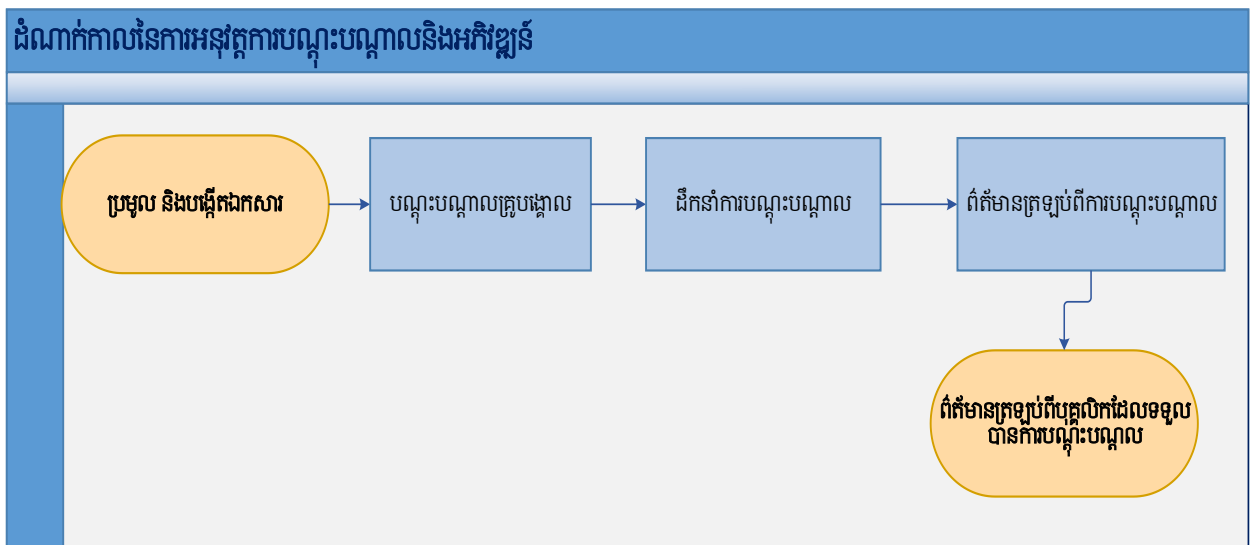 ដំណាក់កាលនៃការអនុវត្តការបណ្តុះបណ្តាលនិងអភិវឌ្ឍន៍
ប្រមូល និងបង្កើតឯកសារ
បណ្តុះបណ្តាលគ្រូបង្គោល
ដឹកនាំការបណ្តុះបណ្តាល
ព៌ត័មានត្រឡប់ពីការបណ្តុះបណ្តាល
ព៌ត័មានត្រឡប់ពីបុគ្គលិកដែលទទួល
បានការបណ្តុះបណ្តល